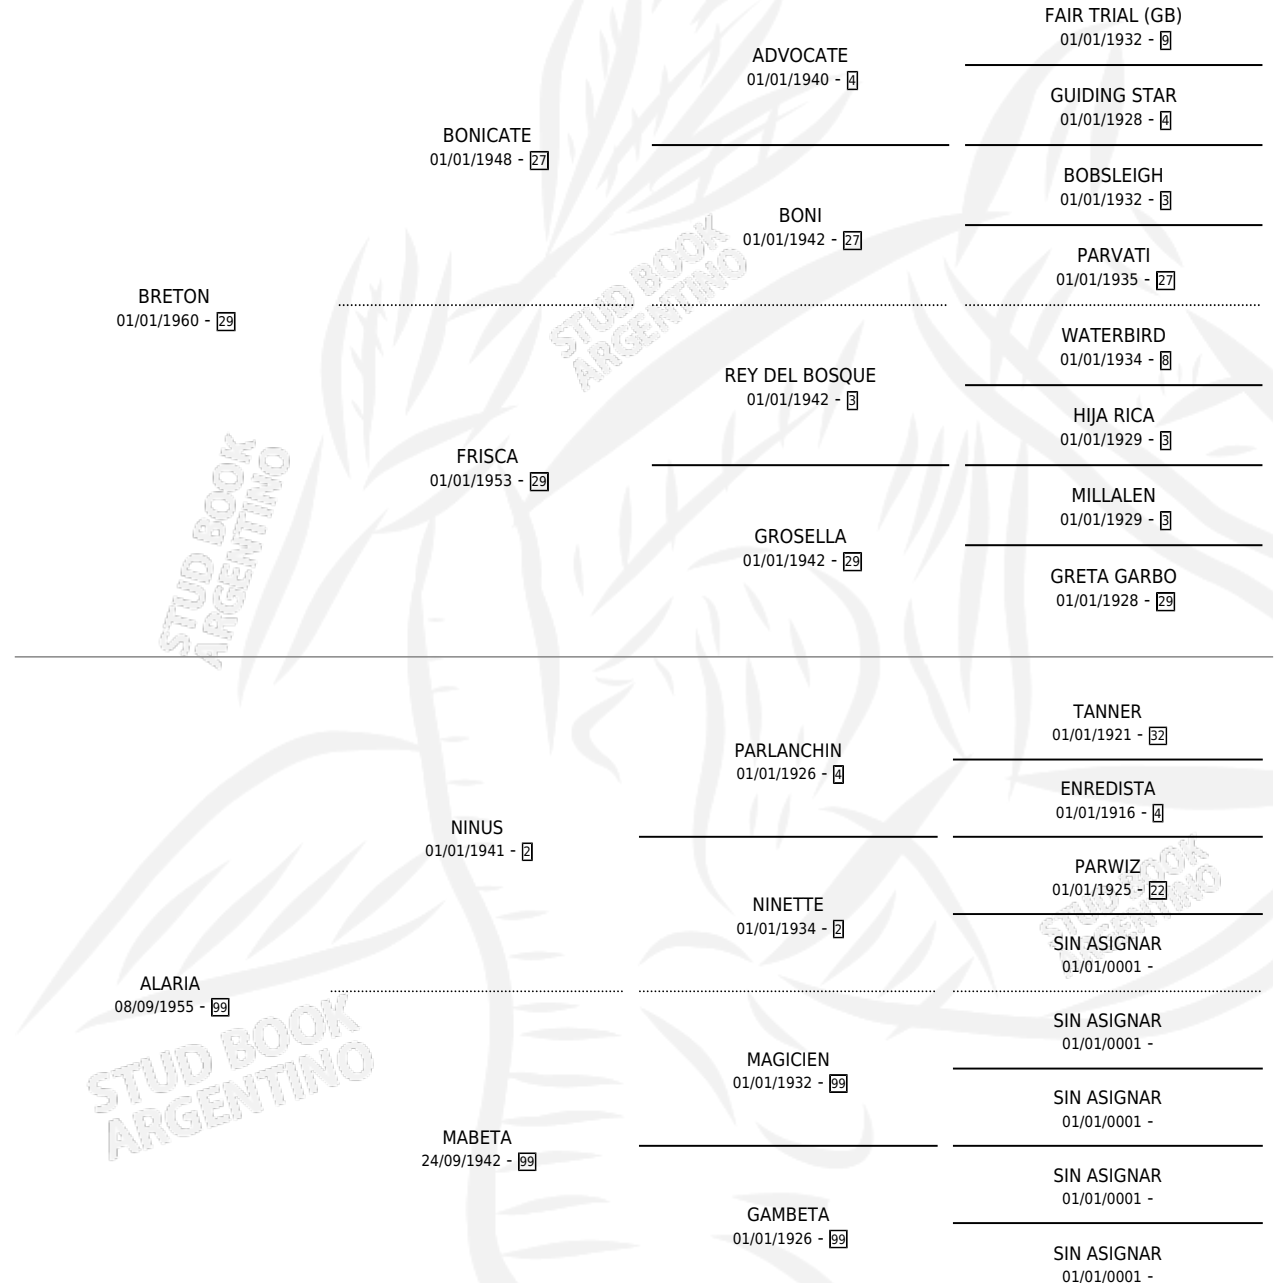 FAIR TRIAL (GB)
01/01/1932 - 9
ADVOCATE
01/01/1940 - 4
GUIDING STAR
01/01/1928 - 4
BONICATE
01/01/1948 - 27
BOBSLEIGH
01/01/1932 - 3
BONI
01/01/1942 - 27
PARVATI
01/01/1935 - 27
BRETON
01/01/1960 - 29
WATERBIRD
01/01/1934 - 8
REY DEL BOSQUE
01/01/1942 - 3
HIJA RICA
01/01/1929 - 3
FRISCA
01/01/1953 - 29
MILLALEN
01/01/1929 - 3
GROSELLA
01/01/1942 - 29
GRETA GARBO
01/01/1928 - 29
STUD BOOK
ARGENTINO
STUD BOOK
ARGENTINO
TANNER
01/01/1921 - 32
PARLANCHIN
01/01/1926 - 4
ENREDISTA
01/01/1916 - 4
NINUS
01/01/1941 - 2
PARWIZ
01/01/1925 - 22
NINETTE
01/01/1934 - 2
SIN ASIGNAR
01/01/0001 -
ALARIA
08/09/1955 - 99
SIN ASIGNAR
01/01/0001 -
MAGICIEN
01/01/1932 - 99
SIN ASIGNAR
01/01/0001 -
MABETA
24/09/1942 - 99
SIN ASIGNAR
01/01/0001 -
GAMBETA
01/01/1926 - 99
SIN ASIGNAR
01/01/0001 -
STUD BOOK
ARGENTINO
STUD BOOK
ARGENTINO